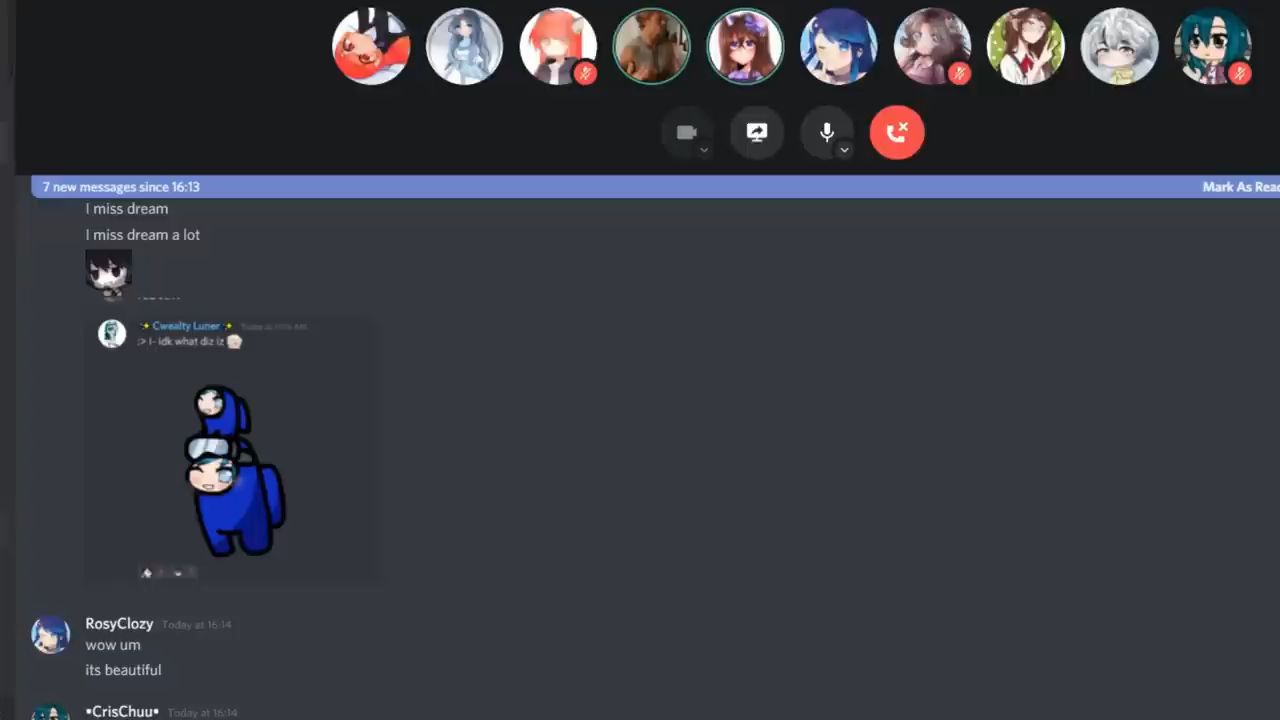 7 new messages since 16:13
Mark As Read
I miss dream
I miss dream a lot
Cwealty Luner
:> I- idk what diz iz
RosyClozy Today at 16:14
wow um
its beautiful
•CrisChuu• Today at 16:14